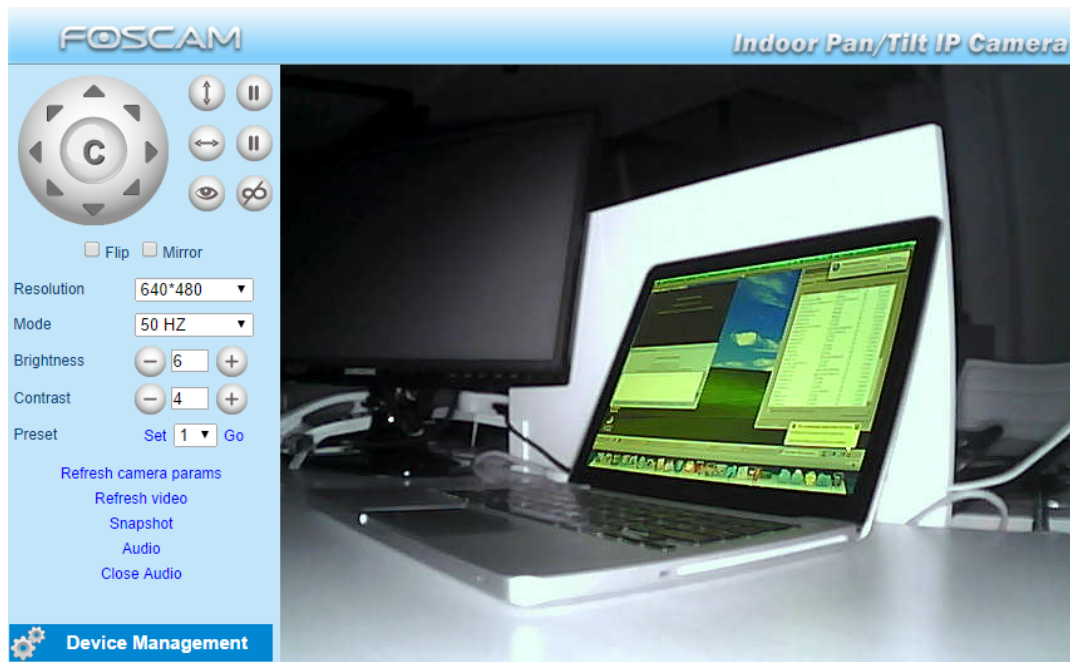 FOSCAM
Indoor Pan/Tilt IP Camera
C
Flip Mirror
Resolution 640*480
Mode 50 HZ
Brightness 6
Contrast 4
Preset Set 1 Go
Refresh camera params
Refresh video
Snapshot
Audio
Close Audio
Device Management